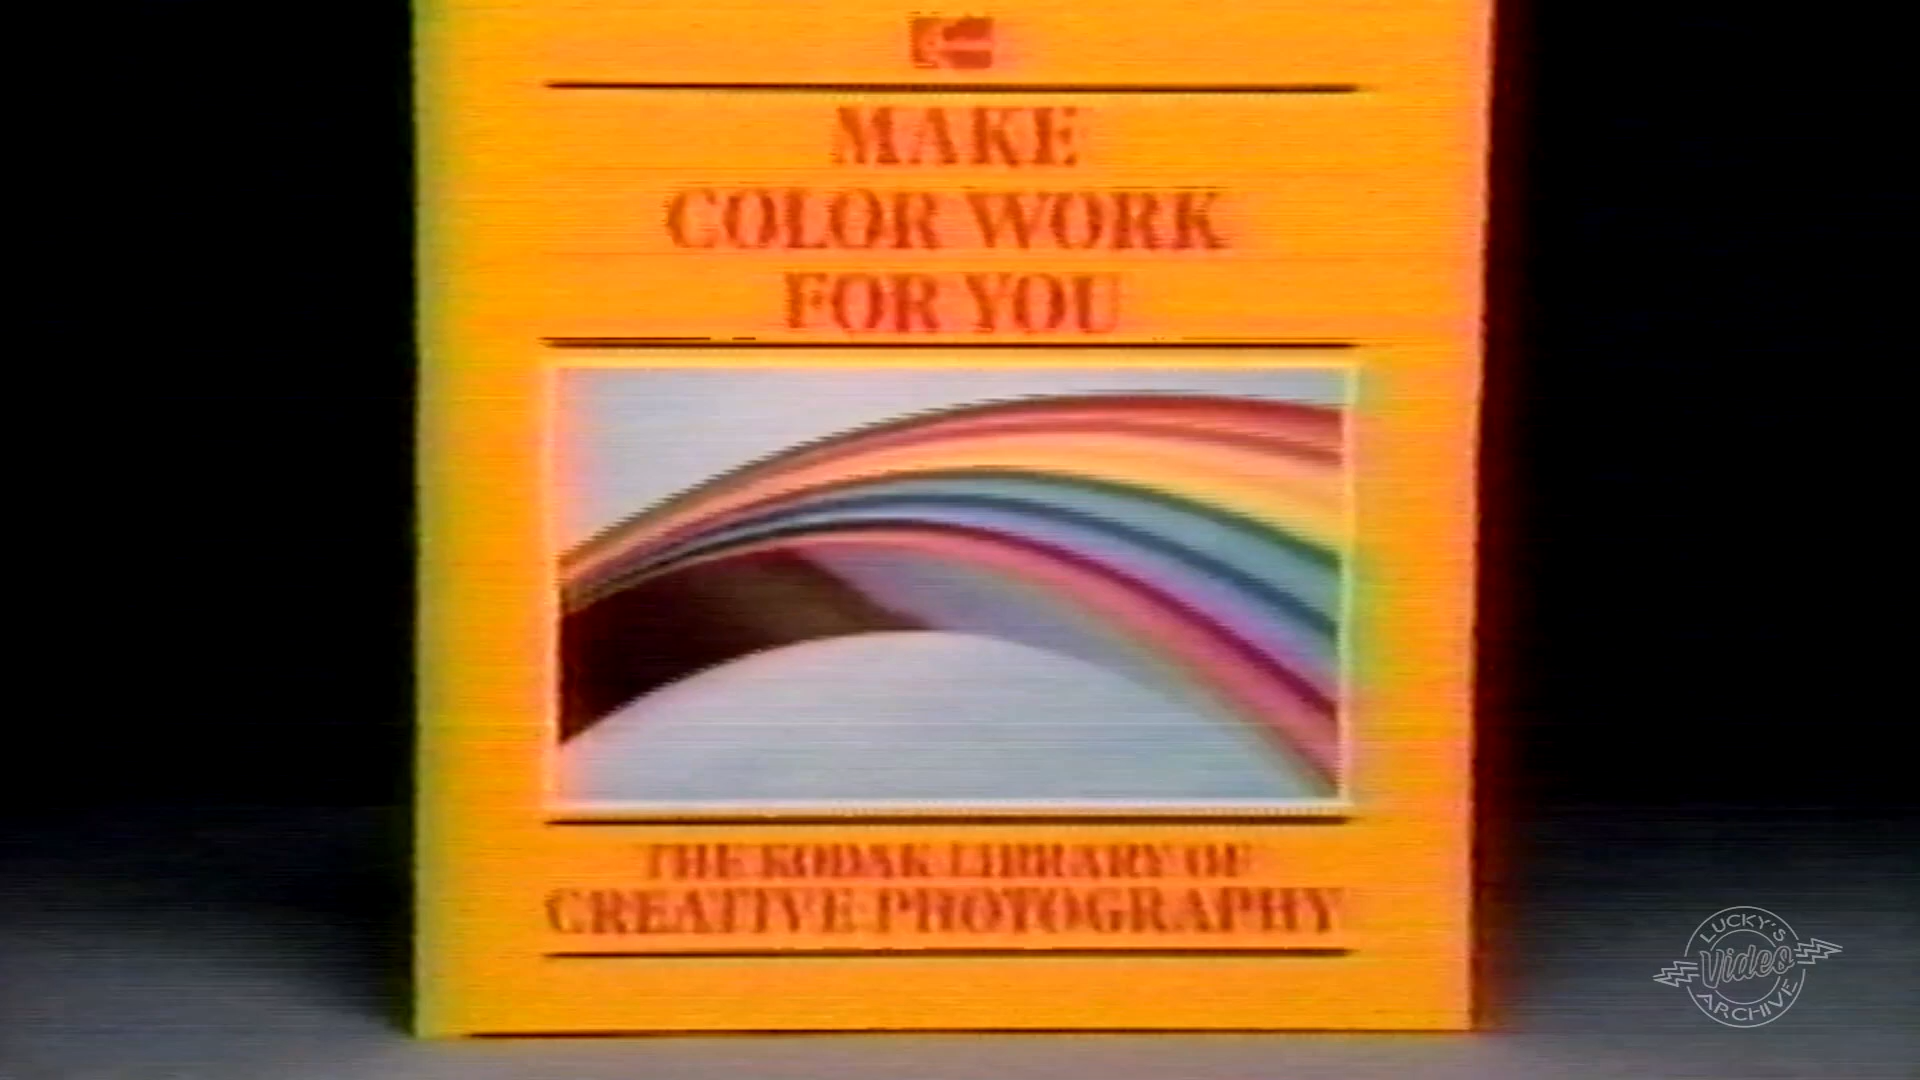 MAKE
COLOR WORK
FOR YOU
THE KODAK LIBRARY OF
CREATIVE PHOTOGRAPHY
LUCKY'S
Video
ARCHIVE